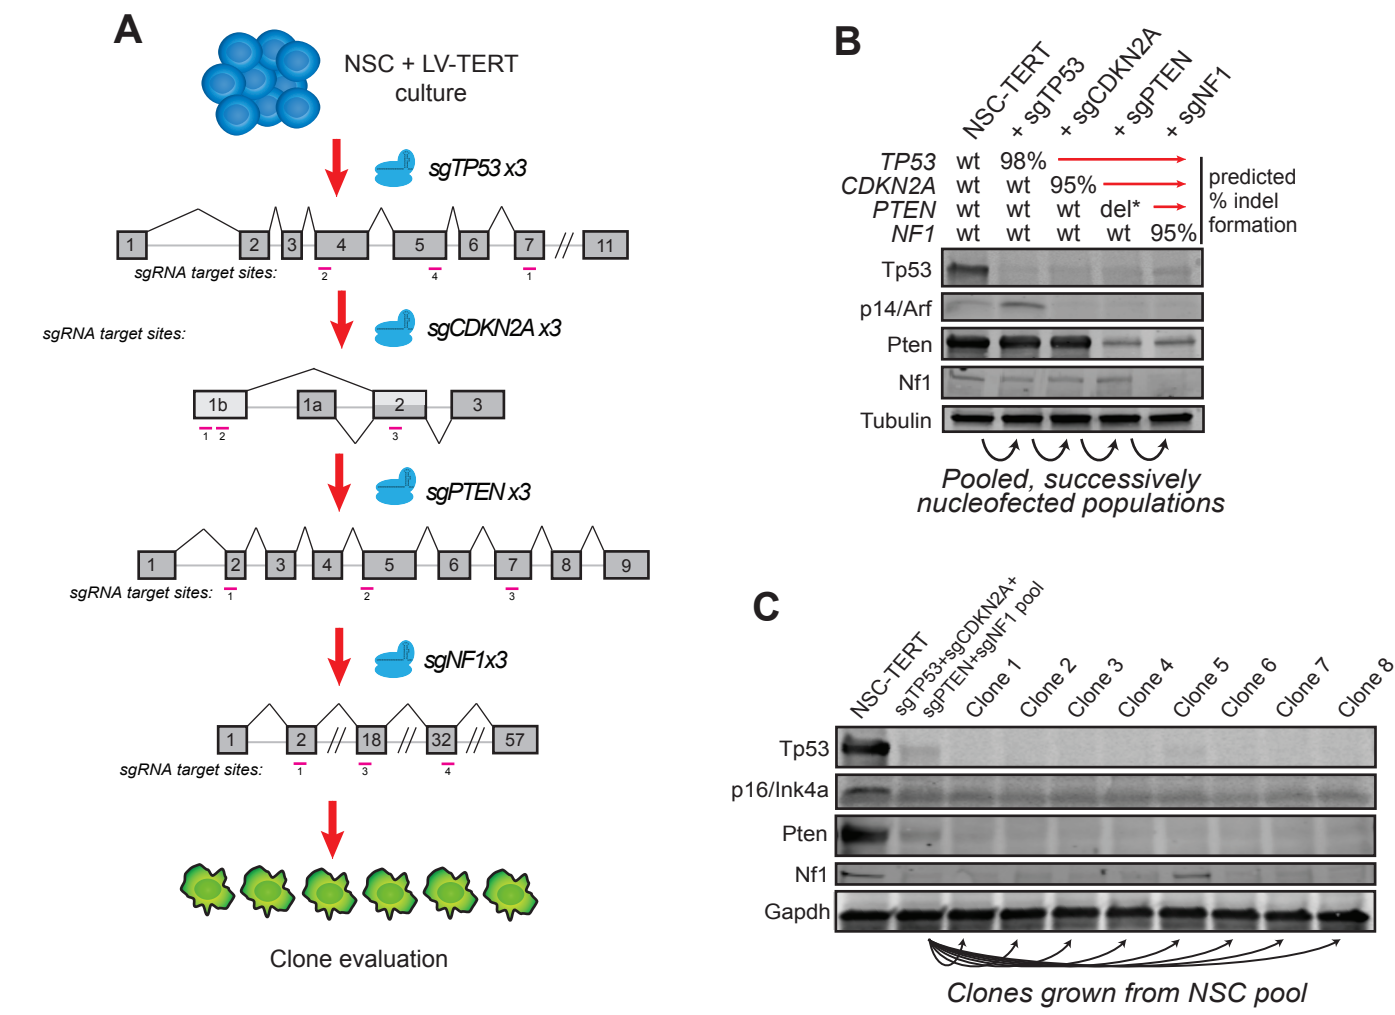 A
NSC + LV-TERT
culture
sgTP53 x3
1 2 3 4 5 6 7 11
sgRNA target sites: 2 4 1
sgCDKN2A x3
sgRNA target sites:
1b 1a 2 3
1 2 3
sgPTEN x3
1 2 3 4 5 6 7 8 9
sgRNA target sites: 1 2 3
sgNF1x3
1 2 18 32 57
sgRNA target sites: 1 3 4
Clone evaluation
B
NSC-TERT
+ sgTP53
+ sgCDKN2A
+ sgPTEN
+ sgNF1
TP53 wt 98%
CDKN2A wt wt 95%
PTEN wt wt wt del*
NF1 wt wt wt wt 95%
predicted
% indel
formation
Tp53
p14/Arf
Pten
Nf1
Tubulin
Pooled, successively
nucleofected populations
C
NSC-TERT
sgTP53+sgCDKN2A+
sgPTEN+sgNF1 pool
Clone 1
Clone 2
Clone 3
Clone 4
Clone 5
Clone 6
Clone 7
Clone 8
Tp53
p16/Ink4a
Pten
Nf1
Gapdh
Clones grown from NSC pool